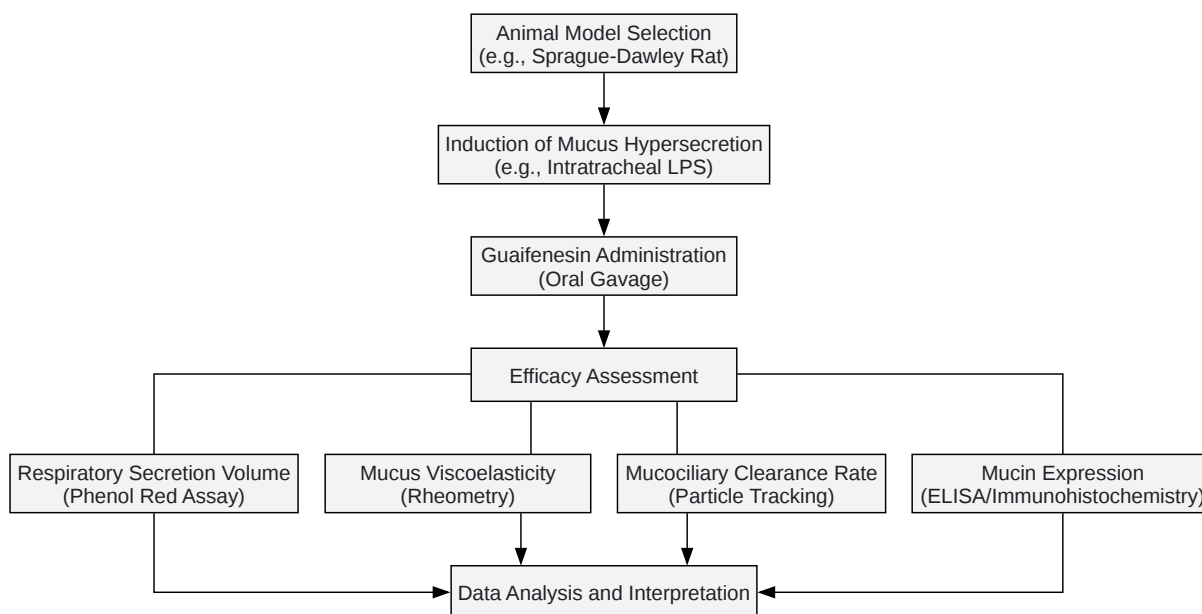 Animal Model Selection
(e.g., Sprague-Dawley Rat)
Induction of Mucus Hypersecretion
(e.g., Intratracheal LPS)
Guaifenesin Administration
(Oral Gavage)
Efficacy Assessment
Respiratory Secretion Volume
(Phenol Red Assay)
Mucus Viscoelasticity
(Rheometry)
Mucociliary Clearance Rate
(Particle Tracking)
Mucin Expression
(ELISA/Immunohistochemistry)
Data Analysis and Interpretation